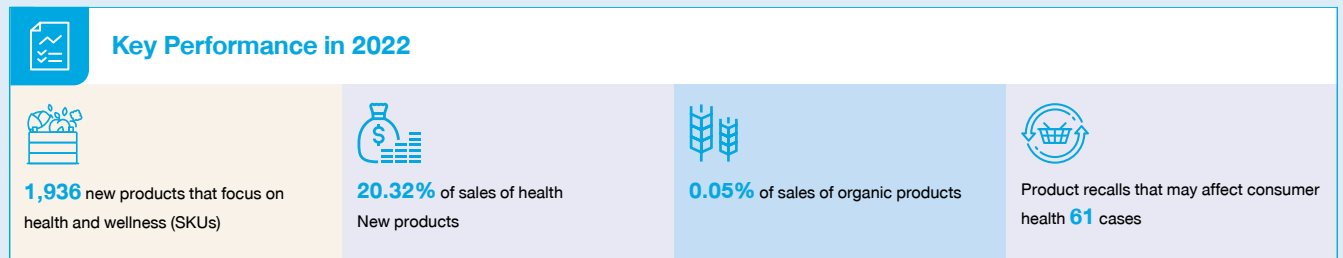 Key Performance in 2022
1,936 new products that focus on
health and wellness (SKUs)
20.32% of sales of health
New products
0.05% of sales of organic products
Product recalls that may affect consumer
health 61 cases